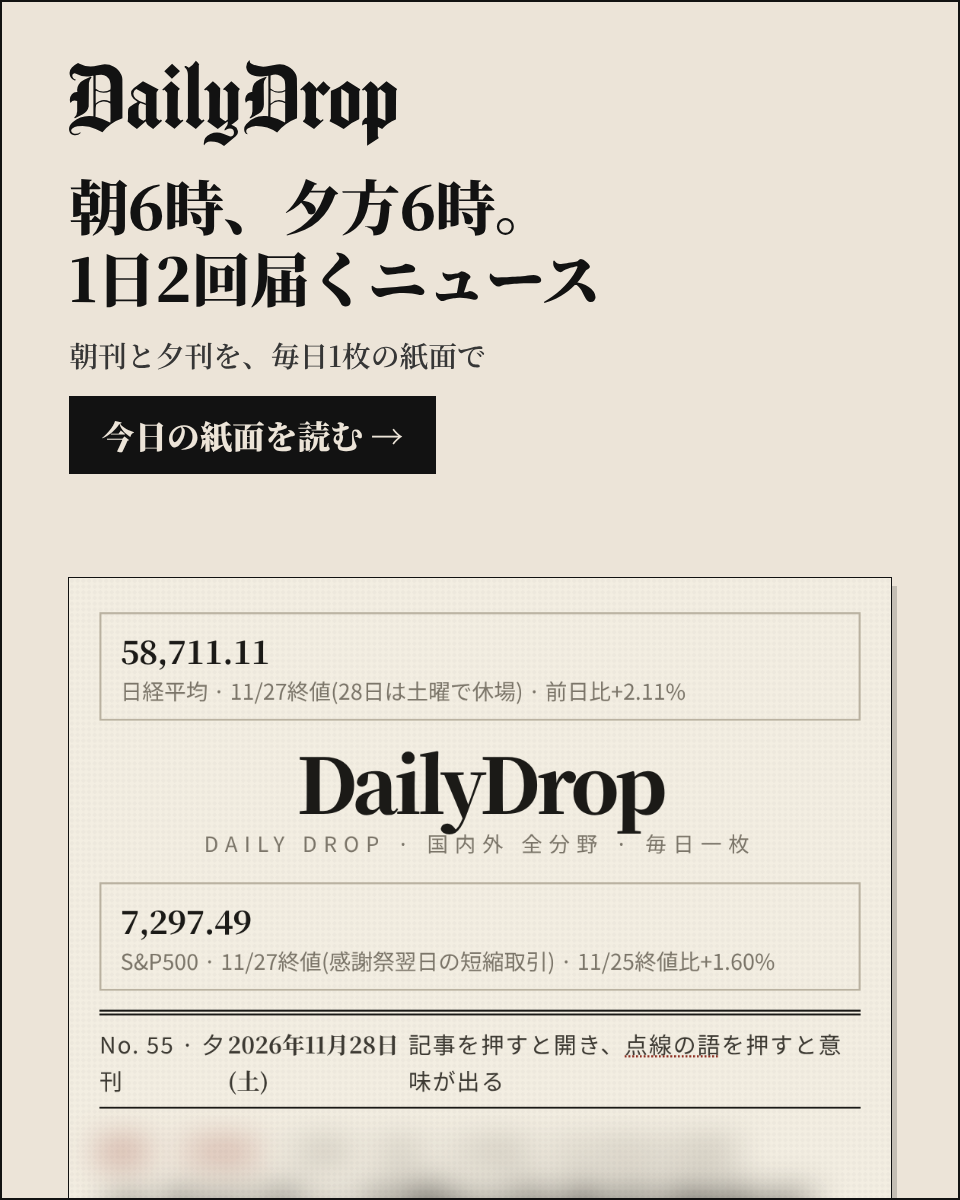 DailyDrop
朝6時、夕方6時。
1日2回届くニュース
朝刊と夕刊を、毎日1枚の紙面で
今日の紙面を読む →
58,711.11
日経平均 · 11/27終値(28日は土曜で休場) · 前日比+2.11%
DailyDrop
DAILY DROP · 国内外 全分野 · 毎日一枚
7,297.49
S&P500 · 11/27終値(感謝祭翌日の短縮取引) · 11/25終値比+1.60%
No. 55 · 夕刊
2026年11月28日(土)
記事を押すと開き、点線の語を押すと意味が出る